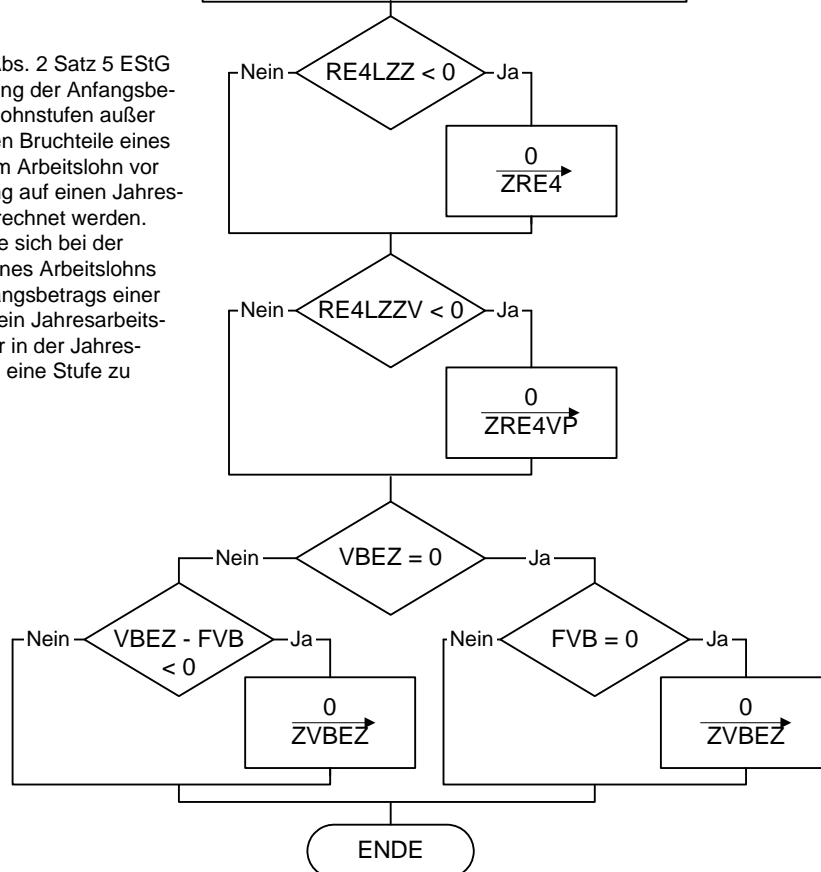 Abs. 2 Satz 5 EStG
ng der Anfangsbe-
ohnstufen außer
en Bruchteile eines
m Arbeitslohn vor
ng auf einen Jahres-
rechnet werden.
e sich bei der
nes Arbeitslohns
angsbetrags einer
ein Jahresarbeits-
r in der Jahres-
eine Stufe zu
Nein
RE4LZZ < 0
Ja
0
ZRE4
Nein
RE4LZZV < 0
Ja
0
ZRE4VP
Nein
VBEZ = 0
Ja
Nein
VBEZ - FVB
< 0
Ja
Nein
FVB = 0
Ja
0
ZVBEZ
0
ZVBEZ
ENDE